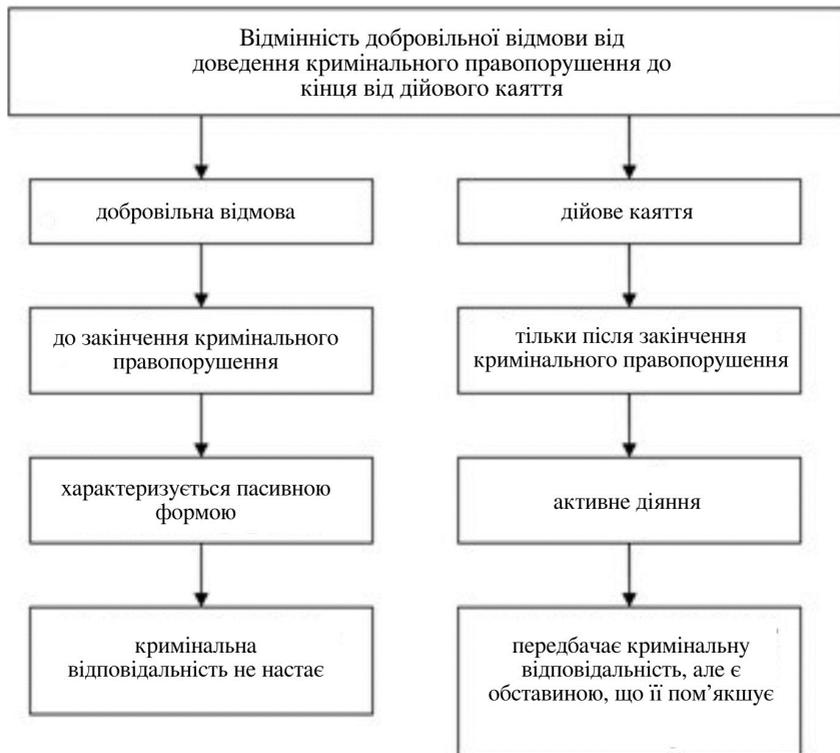 Відмінність добровільної відмови від
доведення кримінального правопорушення до
кінця від дійового каяття
добровільна відмова
дійове каяття
до закінчення кримінального
правопорушення
тільки після закінчення
кримінального правопорушення
характеризується пасивною
формою
активне діяння
кримінальна
відповідальність не настає
передбачає кримінальну
відповідальність, але є
обставиною, що її пом’якшує